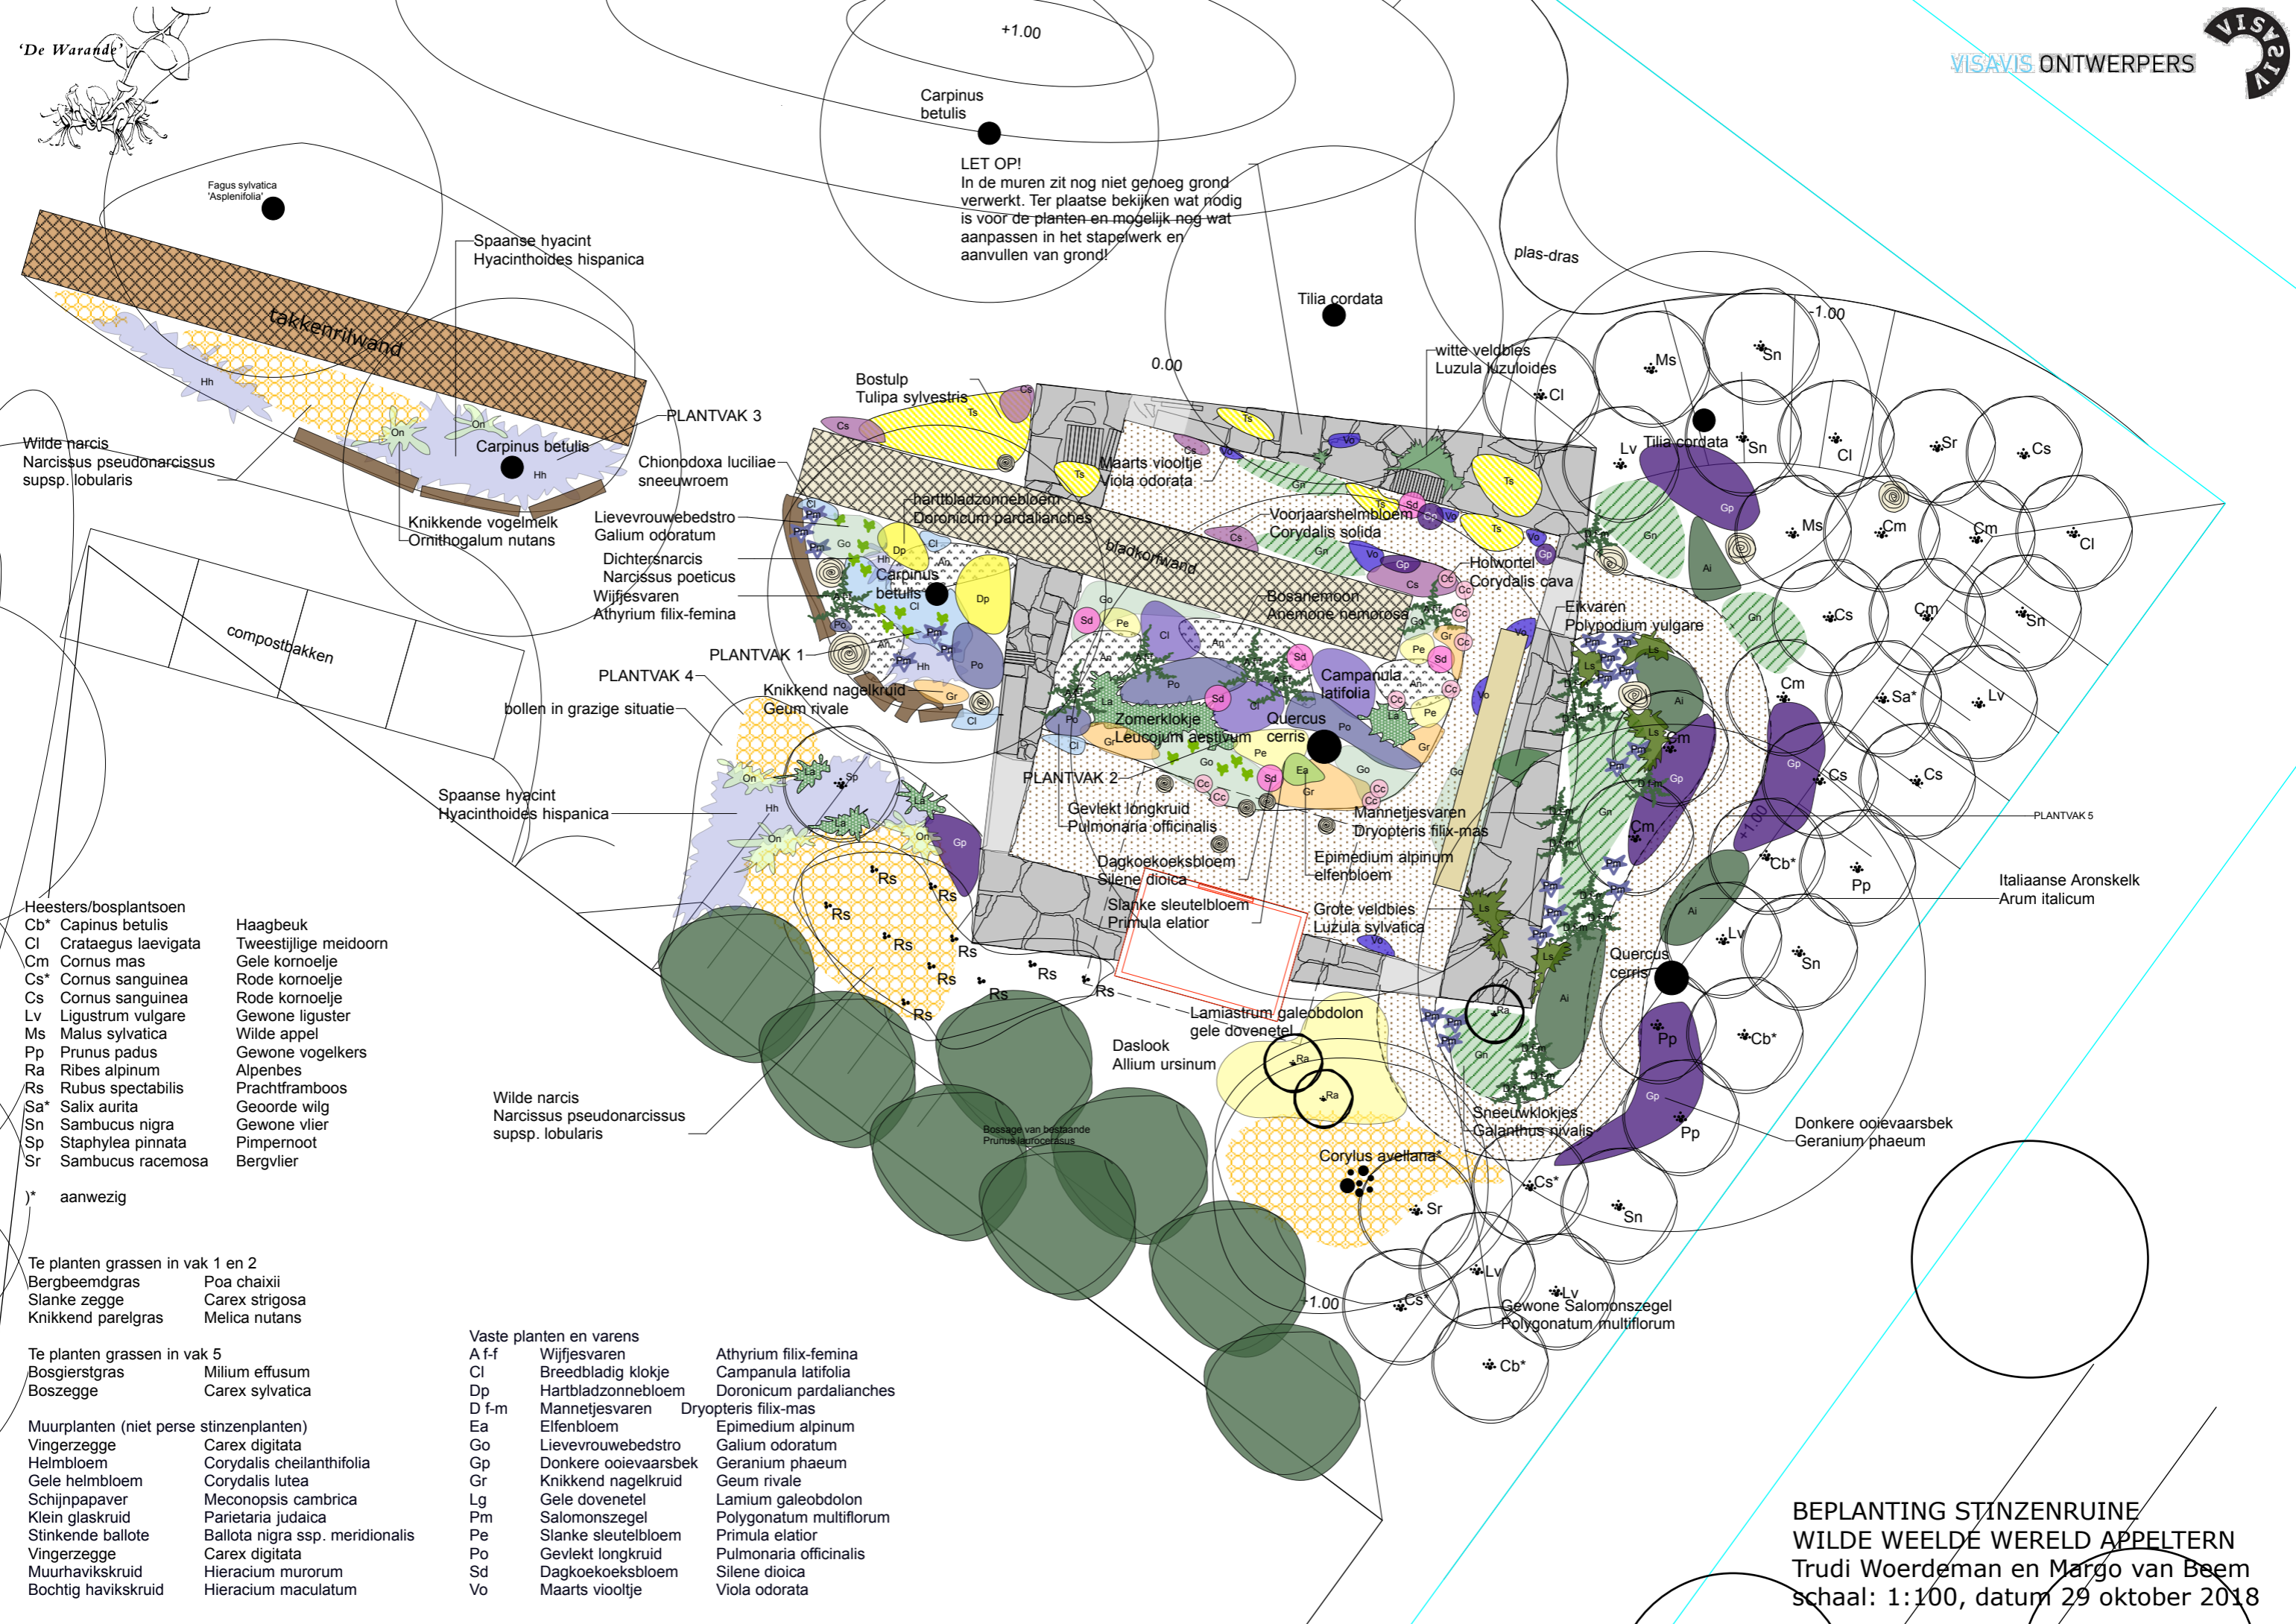 'De Warande'
VISAVIS ONTWERPERS
VISAVIS
+1.00
Carpinus
betulis
LET OP!
In de muren zit nog niet genoeg grond
verwerkt. Ter plaatse bekijken wat nodig
is voor de planten en mogelijk nog wat
aanpassen in het stapelwerk en
aanvullen van grond!
Fagus sylvatica
'Asplenifolia'
Spaanse hyacint
Hyacinthoides hispanica
takkenrilwand
plas-dras
Tilia cordata
-1.00
0.00
witte veldbies
Luzula luzuloides
Bostulp
Tulipa sylvestris
PLANTVAK 3
Carpinus betulis
Wilde narcis
Narcissus pseudonarcissus
supsp. lobularis
Knikkende vogelmelk
Ornithogalum nutans
Chionodoxa luciliae
sneeuwroem
Maarts viooltje
Viola odorata
Tilia cordata
harttbladzonnebloem
Doronicum pardalianches
Lievevrouwebedstro
Galium odoratum
Voorjaarshelmbloem
Corydalis solida
bladkorfwand
Dichtersnarcis
Narcissus poeticus
Wijfjesvaren
Athyrium filix-femina
Carpinus
betulis
Holwortel
Corydalis cava
Bosanemoon
Anemone nemorosa
Eikvaren
Polypodium vulgare
compostbakken
PLANTVAK 1
PLANTVAK 4
Knikkend nagelkruid
Geum rivale
bollen in grazige situatie
Campanula
latifolia
Zomerklokje
Leucojum aestivum
Quercus
cerris
PLANTVAK 2
Spaanse hyacint
Hyacinthoides hispanica
Gevlekt longkruid
Pulmonaria officinalis
Mannetjesvaren
Dryopteris filix-mas
PLANTVAK 5
+1.00
Dagkoekoeksbloem
Silene dioica
Epimedium alpinum
elfenbloem
Slanke sleutelbloem
Primula elatior
Grote veldbies
Luzula sylvatica
Italiaanse Aronskelk
Arum italicum
Quercus
cerris
Lamiastrum galeobdolon
gele dovenetel
Daslook
Allium ursinum
Wilde narcis
Narcissus pseudonarcissus
supsp. lobularis
Bossage van bestaande
Prunus laurocerasus
Sneeuwklokjes
Galanthus nivalis
Donkere ooievaarsbek
Geranium phaeum
Corylus avellana*
+1.00
Gewone Salomonszegel
Polygonatum multiflorum
Heesters/bosplantsoen
Cb* Capinus betulis Haagbeuk
Cl Crataegus laevigata Tweestijlige meidoorn
Cm Cornus mas Gele kornoelje
Cs* Cornus sanguinea Rode kornoelje
Cs Cornus sanguinea Rode kornoelje
Lv Ligustrum vulgare Gewone liguster
Ms Malus sylvatica Wilde appel
Pp Prunus padus Gewone vogelkers
Ra Ribes alpinum Alpenbes
Rs Rubus spectabilis Prachtframboos
Sa* Salix aurita Geoorde wilg
Sn Sambucus nigra Gewone vlier
Sp Staphylea pinnata Pimpernoot
Sr Sambucus racemosa Bergvlier
)* aanwezig
Te planten grassen in vak 1 en 2
Bergbeemdgras Poa chaixii
Slanke zegge Carex strigosa
Knikkend parelgras Melica nutans
Te planten grassen in vak 5
Bosgierstgras Milium effusum
Boszegge Carex sylvatica
Muurplanten (niet perse stinzenplanten)
Vingerzegge Carex digitata
Helmbloem Corydalis cheilanthifolia
Gele helmbloem Corydalis lutea
Schijnpapaver Meconopsis cambrica
Klein glaskruid Parietaria judaica
Stinkende ballote Ballota nigra ssp. meridionalis
Vingerzegge Carex digitata
Muurhavikskruid Hieracium murorum
Bochtig havikskruid Hieracium maculatum
Vaste planten en varens
A f-f Wijfjesvaren Athyrium filix-femina
Cl Breedbladig klokje Campanula latifolia
Dp Hartbladzonnebloem Doronicum pardalianches
D f-m Mannetjesvaren Dryopteris filix-mas
Ea Elfenbloem Epimedium alpinum
Go Lievevrouwebedstro Galium odoratum
Gp Donkere ooievaarsbek Geranium phaeum
Gr Knikkend nagelkruid Geum rivale
Lg Gele dovenetel Lamium galeobdolon
Pm Salomonszegel Polygonatum multiflorum
Pe Slanke sleutelbloem Primula elatior
Po Gevlekt longkruid Pulmonaria officinalis
Sd Dagkoekoeksbloem Silene dioica
Vo Maarts viooltje Viola odorata
BEPLANTING STINZENRUINE
WILDE WEELDE WERELD APPELTERN
Trudi Woerdeman en Margo van Beem
schaal: 1:100, datum 29 oktober 2018